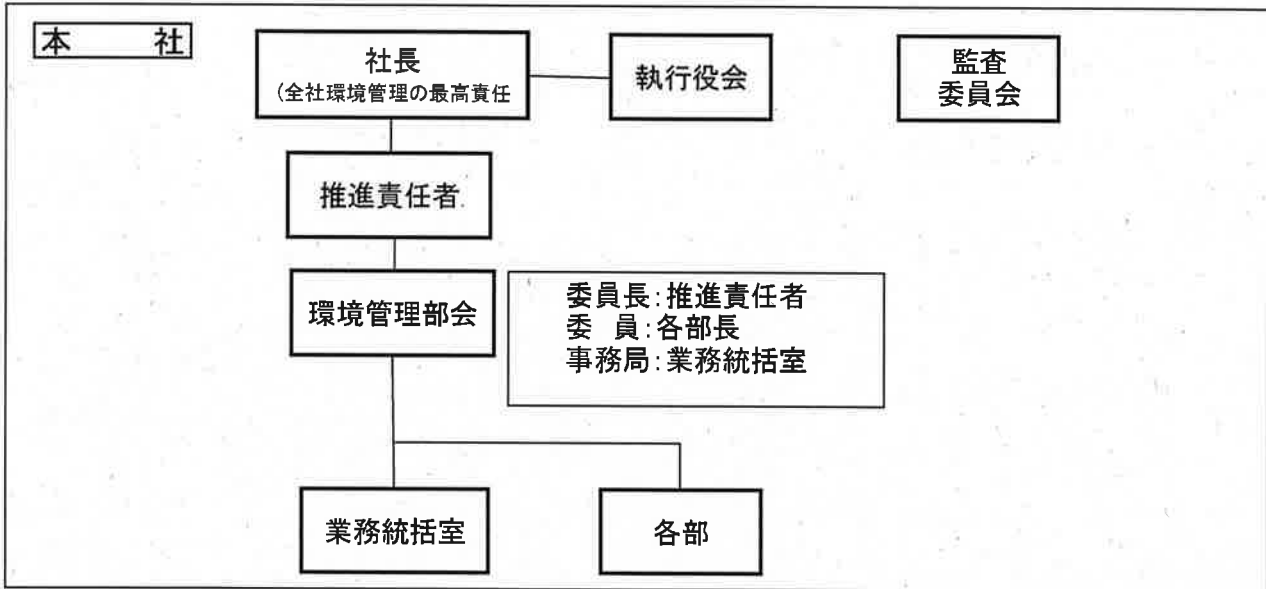 本　　社
社長
(全社環境管理の最高責任
執行役会
監査
委員会
推進責任者
環境管理部会
委員長:推進責任者
委　員:各部長
事務局:業務統括室
業務統括室
各部